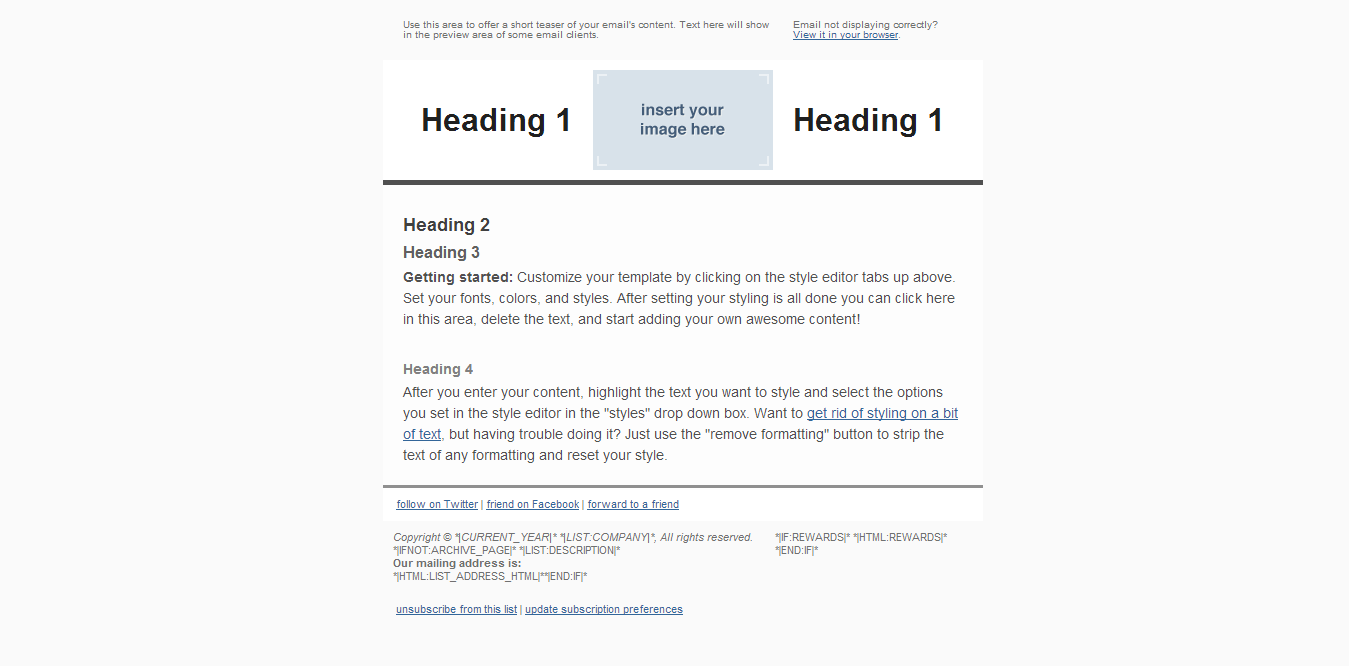 Use this area to offer a short teaser of your email's content. Text here will show
in the preview area of some email clients.
Email not displaying correctly?
View it in your browser.
Heading 1
insert your
image here
Heading 1
Heading 2
Heading 3
Getting started: Customize your template by clicking on the style editor tabs up above.
Set your fonts, colors, and styles. After setting your styling is all done you can click here
in this area, delete the text, and start adding your own awesome content!
Heading 4
After you enter your content, highlight the text you want to style and select the options
you set in the style editor in the "styles" drop down box. Want to get rid of styling on a bit
of text, but having trouble doing it? Just use the "remove formatting" button to strip the
text of any formatting and reset your style.
follow on Twitter | friend on Facebook | forward to a friend
Copyright © *|CURRENT_YEAR|* *|LIST:COMPANY|*, All rights reserved.
*|IFNOT:ARCHIVE_PAGE|* *|LIST:DESCRIPTION|*
Our mailing address is:
*|HTML:LIST_ADDRESS_HTML|**|END:IF|*
*|IF:REWARDS|* *|HTML:REWARDS|*
*|END:IF|*
unsubscribe from this list | update subscription preferences